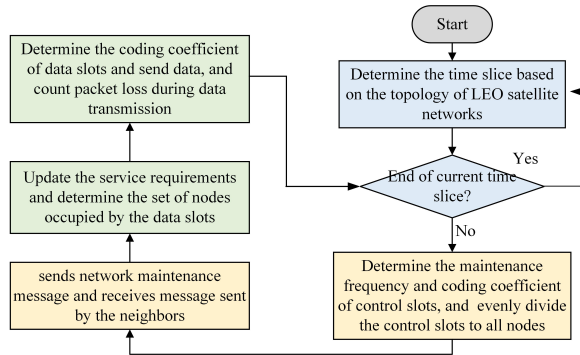 Start
Determine the time slice based
on the topology of LEO satellite
networks
End of current time
slice?
Yes
No
Determine the maintenance
frequency and coding coefficient
of control slots, and evenly divide
the control slots to all nodes
sends network maintenance
message and receives message sent
by the neighbors
Update the service requirements
and determine the set of nodes
occupied by the data slots
Determine the coding coefficient
of data slots and send data, and
count packet loss during data
transmission